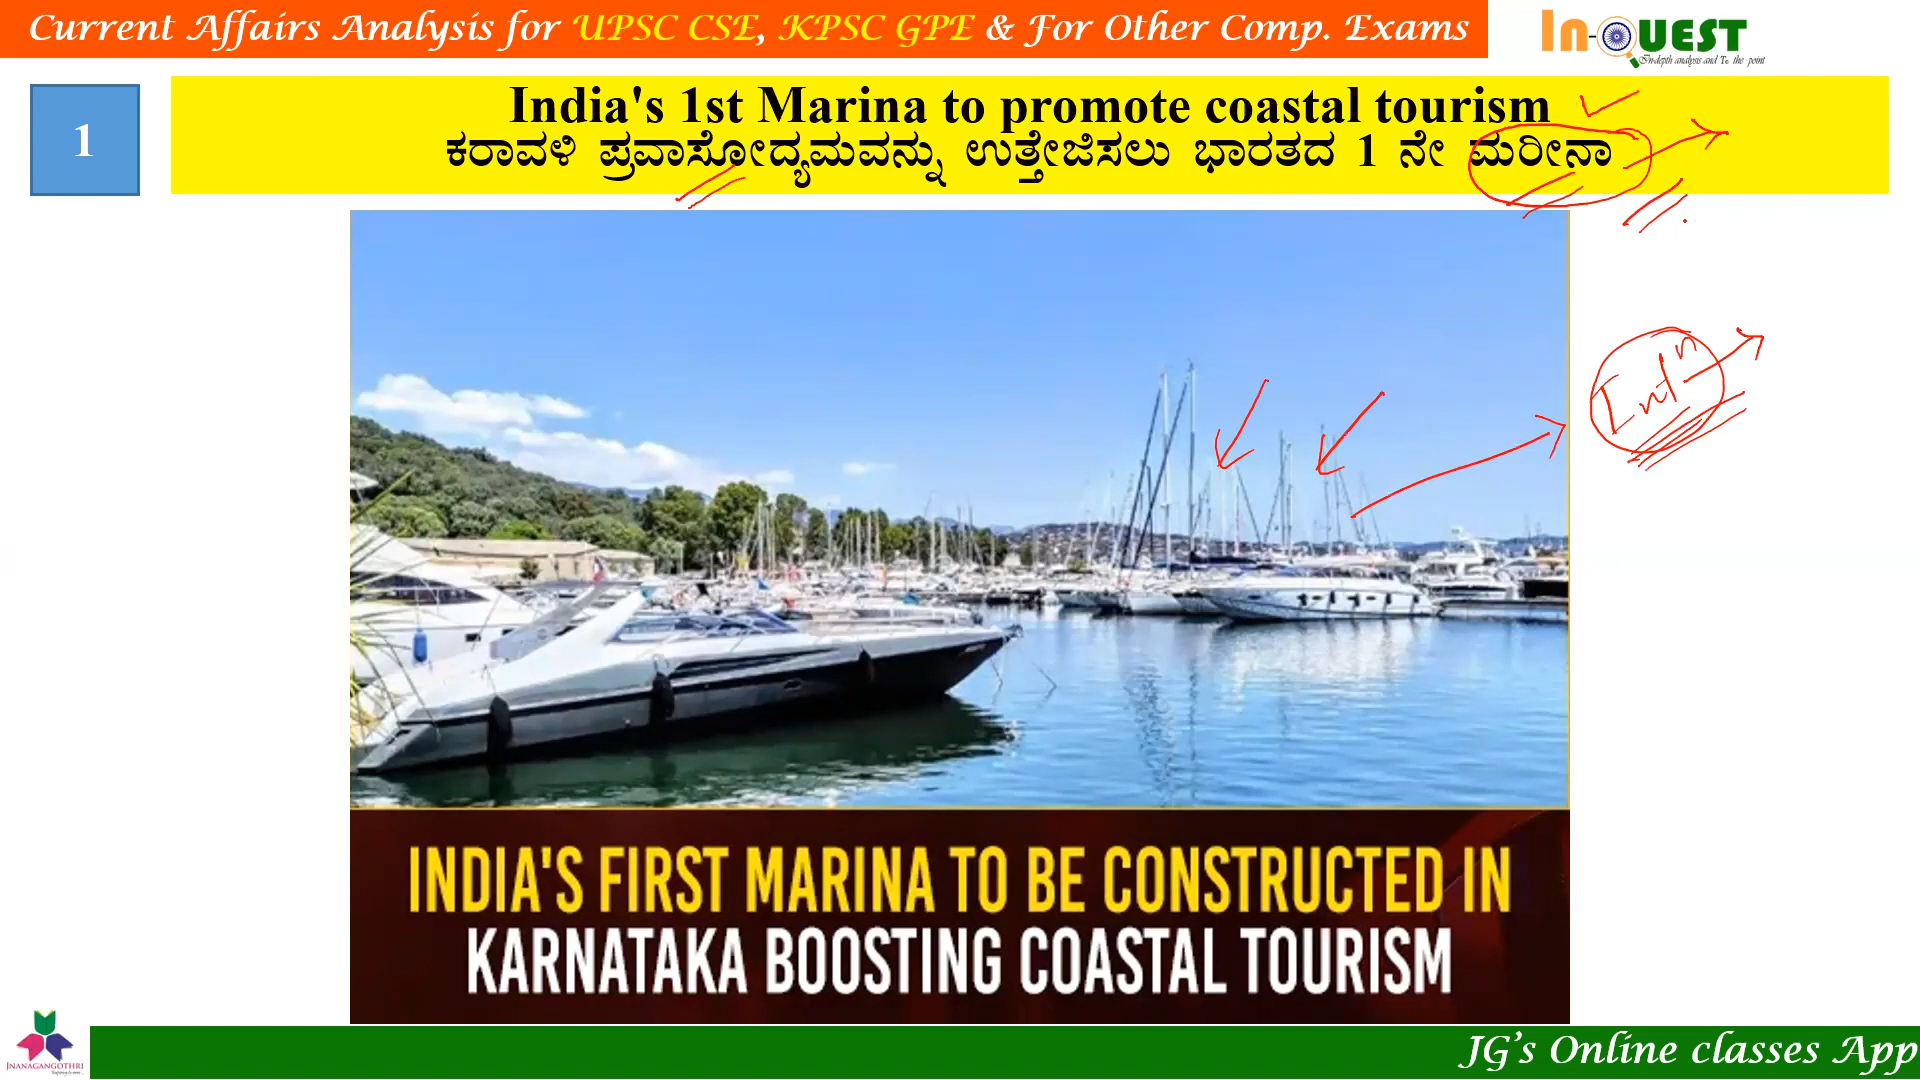 Current Affairs Analysis for UPSC CSE, KPSC GPE & For Other Comp. Exams
In-QUEST
In-depth analysis and To the point
1
India's 1st Marina to promote coastal tourism
ಕರಾವಳಿ ಪ್ರವಾಸೋದ್ಯಮವನ್ನು ಉತ್ತೇಜಿಸಲು ಭಾರತದ 1 ನೇ ಮರೀನಾ
Intn
INDIA'S FIRST MARINA TO BE CONSTRUCTED IN
KARNATAKA BOOSTING COASTAL TOURISM
JNANAGANGOTHRI
JG's Online classes App